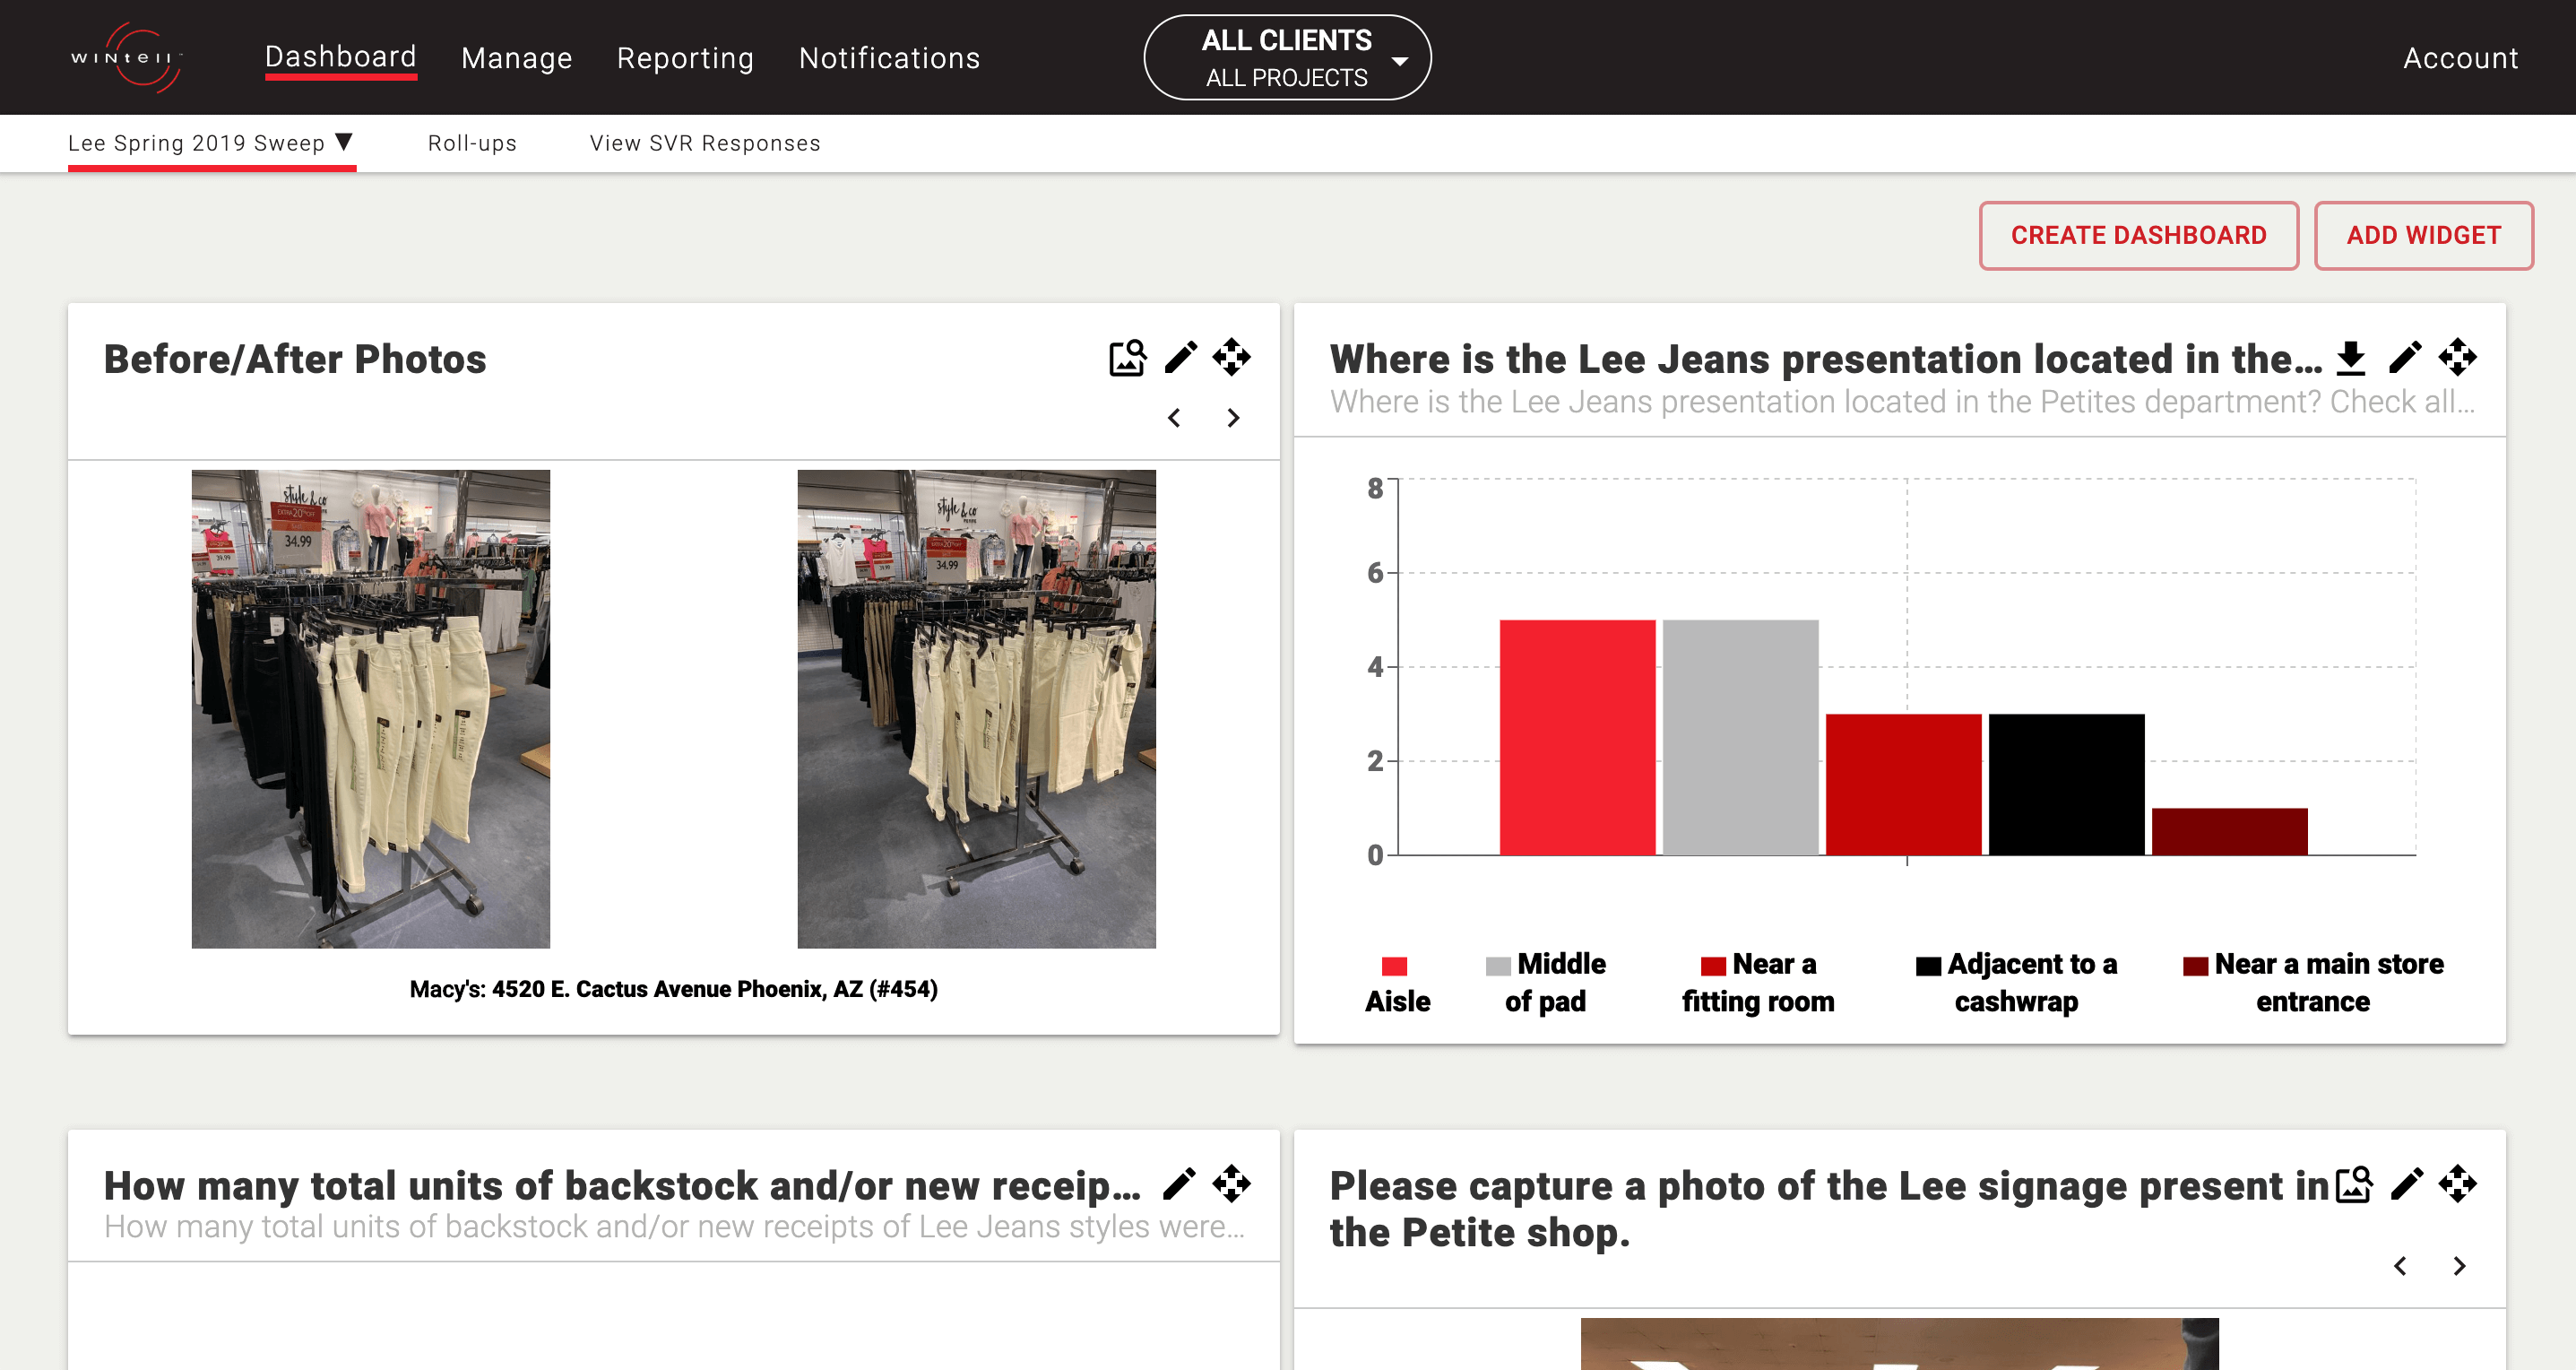 winteii
Dashboard
Manage
Reporting
Notifications
ALL CLIENTS
ALL PROJECTS
Account
Lee Spring 2019 Sweep ▼
Roll-ups
View SVR Responses
CREATE DASHBOARD
ADD WIDGET
Before/After Photos
style & co
EXTRA 20% OFF
34.99
39.99
style & co
34.99
Macy's: 4520 E. Cactus Avenue Phoenix, AZ (#454)
Where is the Lee Jeans presentation located in the...
Where is the Lee Jeans presentation located in the Petites department? Check all...
8
6
4
2
0
Aisle
Middle
of pad
Near a
fitting room
Adjacent to a
cashwrap
Near a main store
entrance
How many total units of backstock and/or new receip...
How many total units of backstock and/or new receipts of Lee Jeans styles were...
Please capture a photo of the Lee signage present in
the Petite shop.